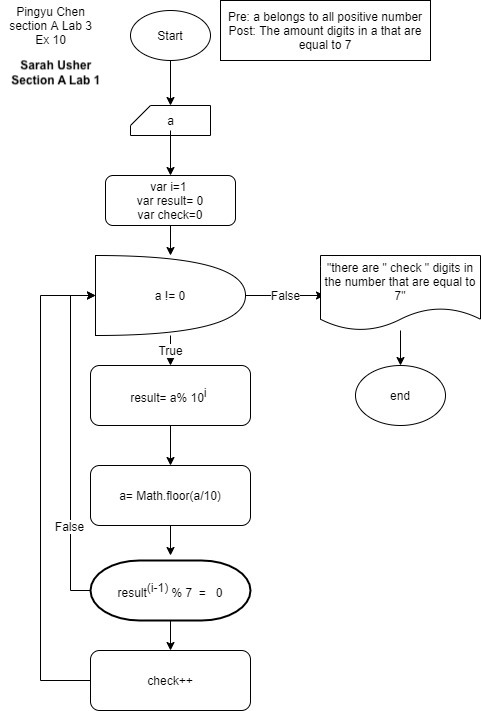 Pingyu Chen
section A Lab 3
Ex 10
Sarah Usher
Section A Lab 1
Start
Pre: a belongs to all positive number
Post: The amount digits in a that are
equal to 7
a
var i=1
var result= 0
var check=0
a != 0
False
"there are " check " digits in
the number that are equal to
7"
True
end
result= a% 10^i
a= Math.floor(a/10)
False
result^(i-1) % 7 = 0
check++